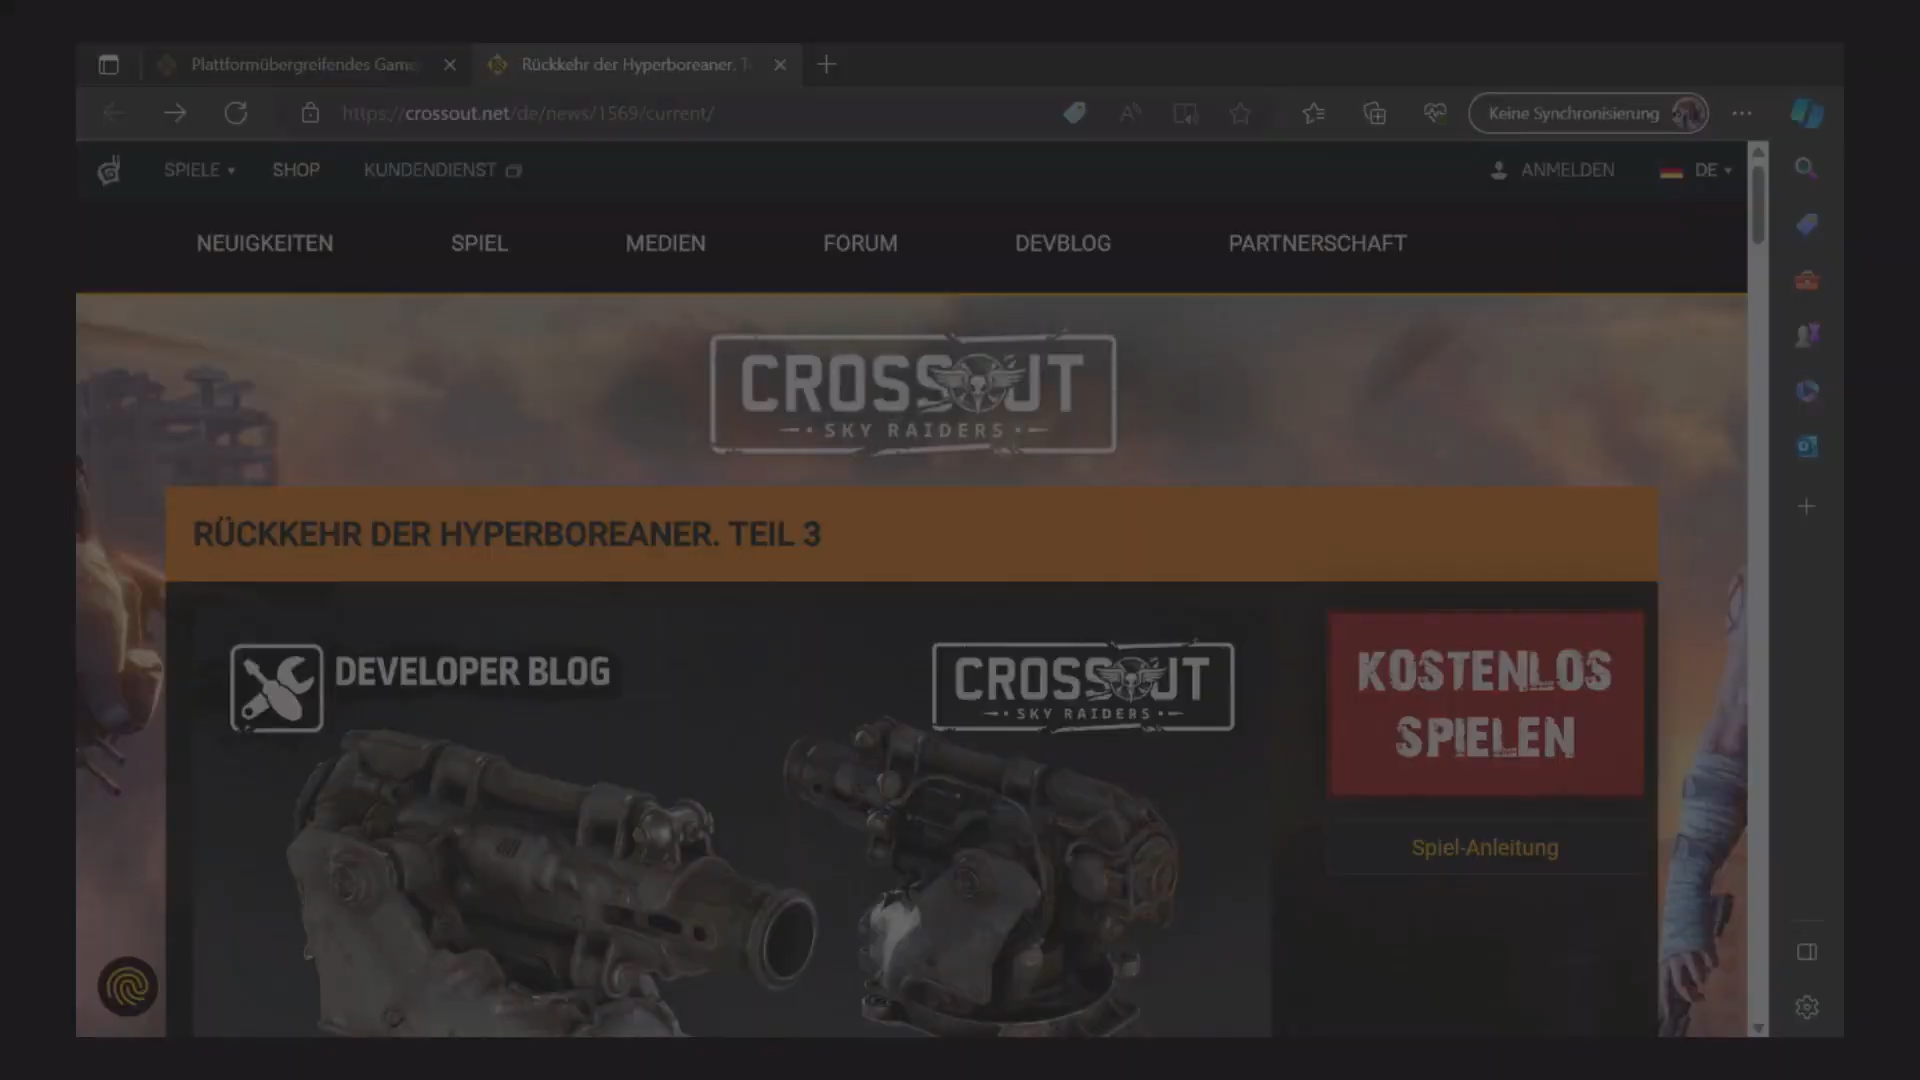 Plattformübergreifendes Game
Rückkehr der Hyperboreaner. T
https://crossout.net/de/news/1569/current/
Keine Synchronisierung
SPIELE
SHOP
KUNDENDIENST
ANMELDEN
DE
NEUIGKEITEN
SPIEL
MEDIEN
FORUM
DEVBLOG
PARTNERSCHAFT
CROSSOUT
SKY RAIDERS
RÜCKKEHR DER HYPERBOREANER. TEIL 3
DEVELOPER BLOG
CROSSOUT
SKY RAIDERS
KOSTENLOS
SPIELEN
Spiel-Anleitung